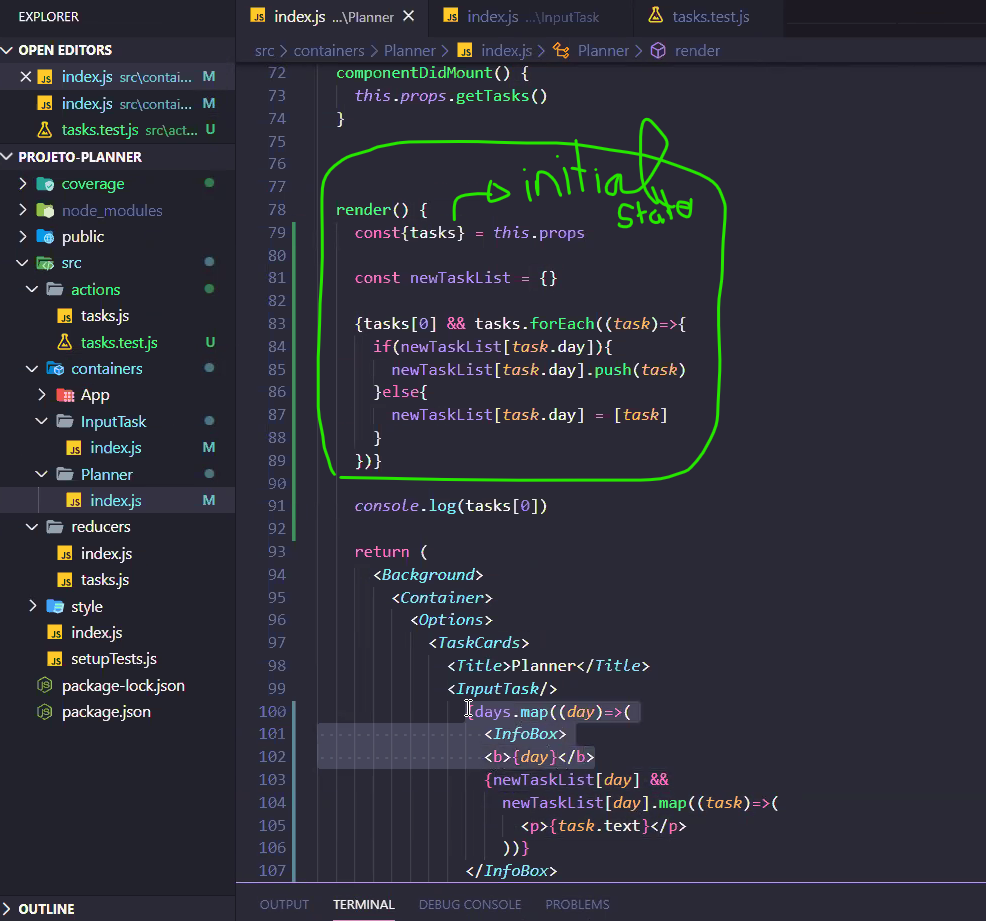 EXPLORER
index.js ...\Planner
index.js ...\InputTask
tasks.test.js
OPEN EDITORS
index.js src\contai... M
index.js src\contai... M
tasks.test.js src\act... U
PROJETO-PLANNER
coverage
node_modules
public
src
actions
tasks.js
tasks.test.js U
containers
App
InputTask
index.js M
Planner
index.js M
reducers
index.js
tasks.js
style
index.js
setupTests.js
package-lock.json
package.json
OUTLINE
src > containers > Planner > index.js > Planner > render
72 componentDidMount() {
73 this.props.getTasks()
74 }
75
76
77
initial
State
78 render() {
79 const{tasks} = this.props
80
81 const newTaskList = {}
82
83 {tasks[0] && tasks.forEach((task)=>{
84 if(newTaskList[task.day]){
85 newTaskList[task.day].push(task)
86 }else{
87 newTaskList[task.day] = [task]
88 }
89 })}
90
91 console.log(tasks[0])
92
93 return (
94 <Background>
95 <Container>
96 <Options>
97 <TaskCards>
98 <Title>Planner</Title>
99 <InputTask/>
100 {days.map((day)=>(
101 <InfoBox>
102 <b>{day}</b>
103 {newTaskList[day] &&
104 newTaskList[day].map((task)=>(
105 <p>{task.text}</p>
106 ))}
107 </InfoBox>
OUTPUT TERMINAL DEBUG CONSOLE PROBLEMS